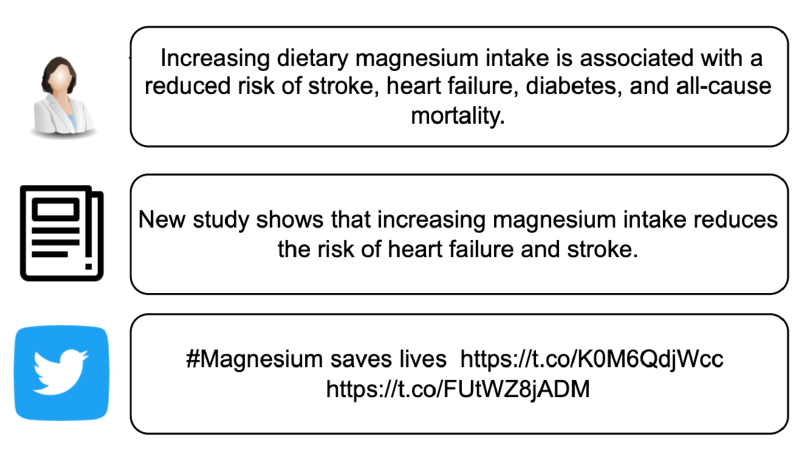 Increasing dietary magnesium intake is associated with a
reduced risk of stroke, heart failure, diabetes, and all-cause
mortality.
New study shows that increasing magnesium intake reduces
the risk of heart failure and stroke.
#Magnesium saves lives  https://t.co/K0M6QdjWcc
https://t.co/FUtWZ8jADM